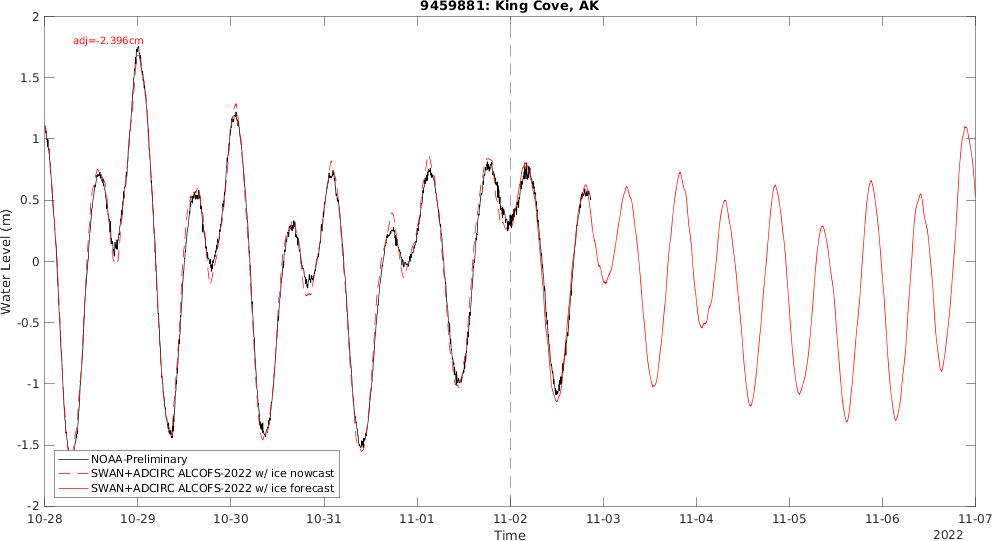 9459881: King Cove, AK
adj=-2.396cm
2
1.5
1
0.5
0
-0.5
-1
-1.5
-2
Water Level (m)
NOAA-Preliminary
SWAN+ADCIRC ALCOFS-2022 w/ ice nowcast
SWAN+ADCIRC ALCOFS-2022 w/ ice forecast
10-28 10-29 10-30 10-31 11-01 11-02 11-03 11-04 11-05 11-06 11-07
Time
2022